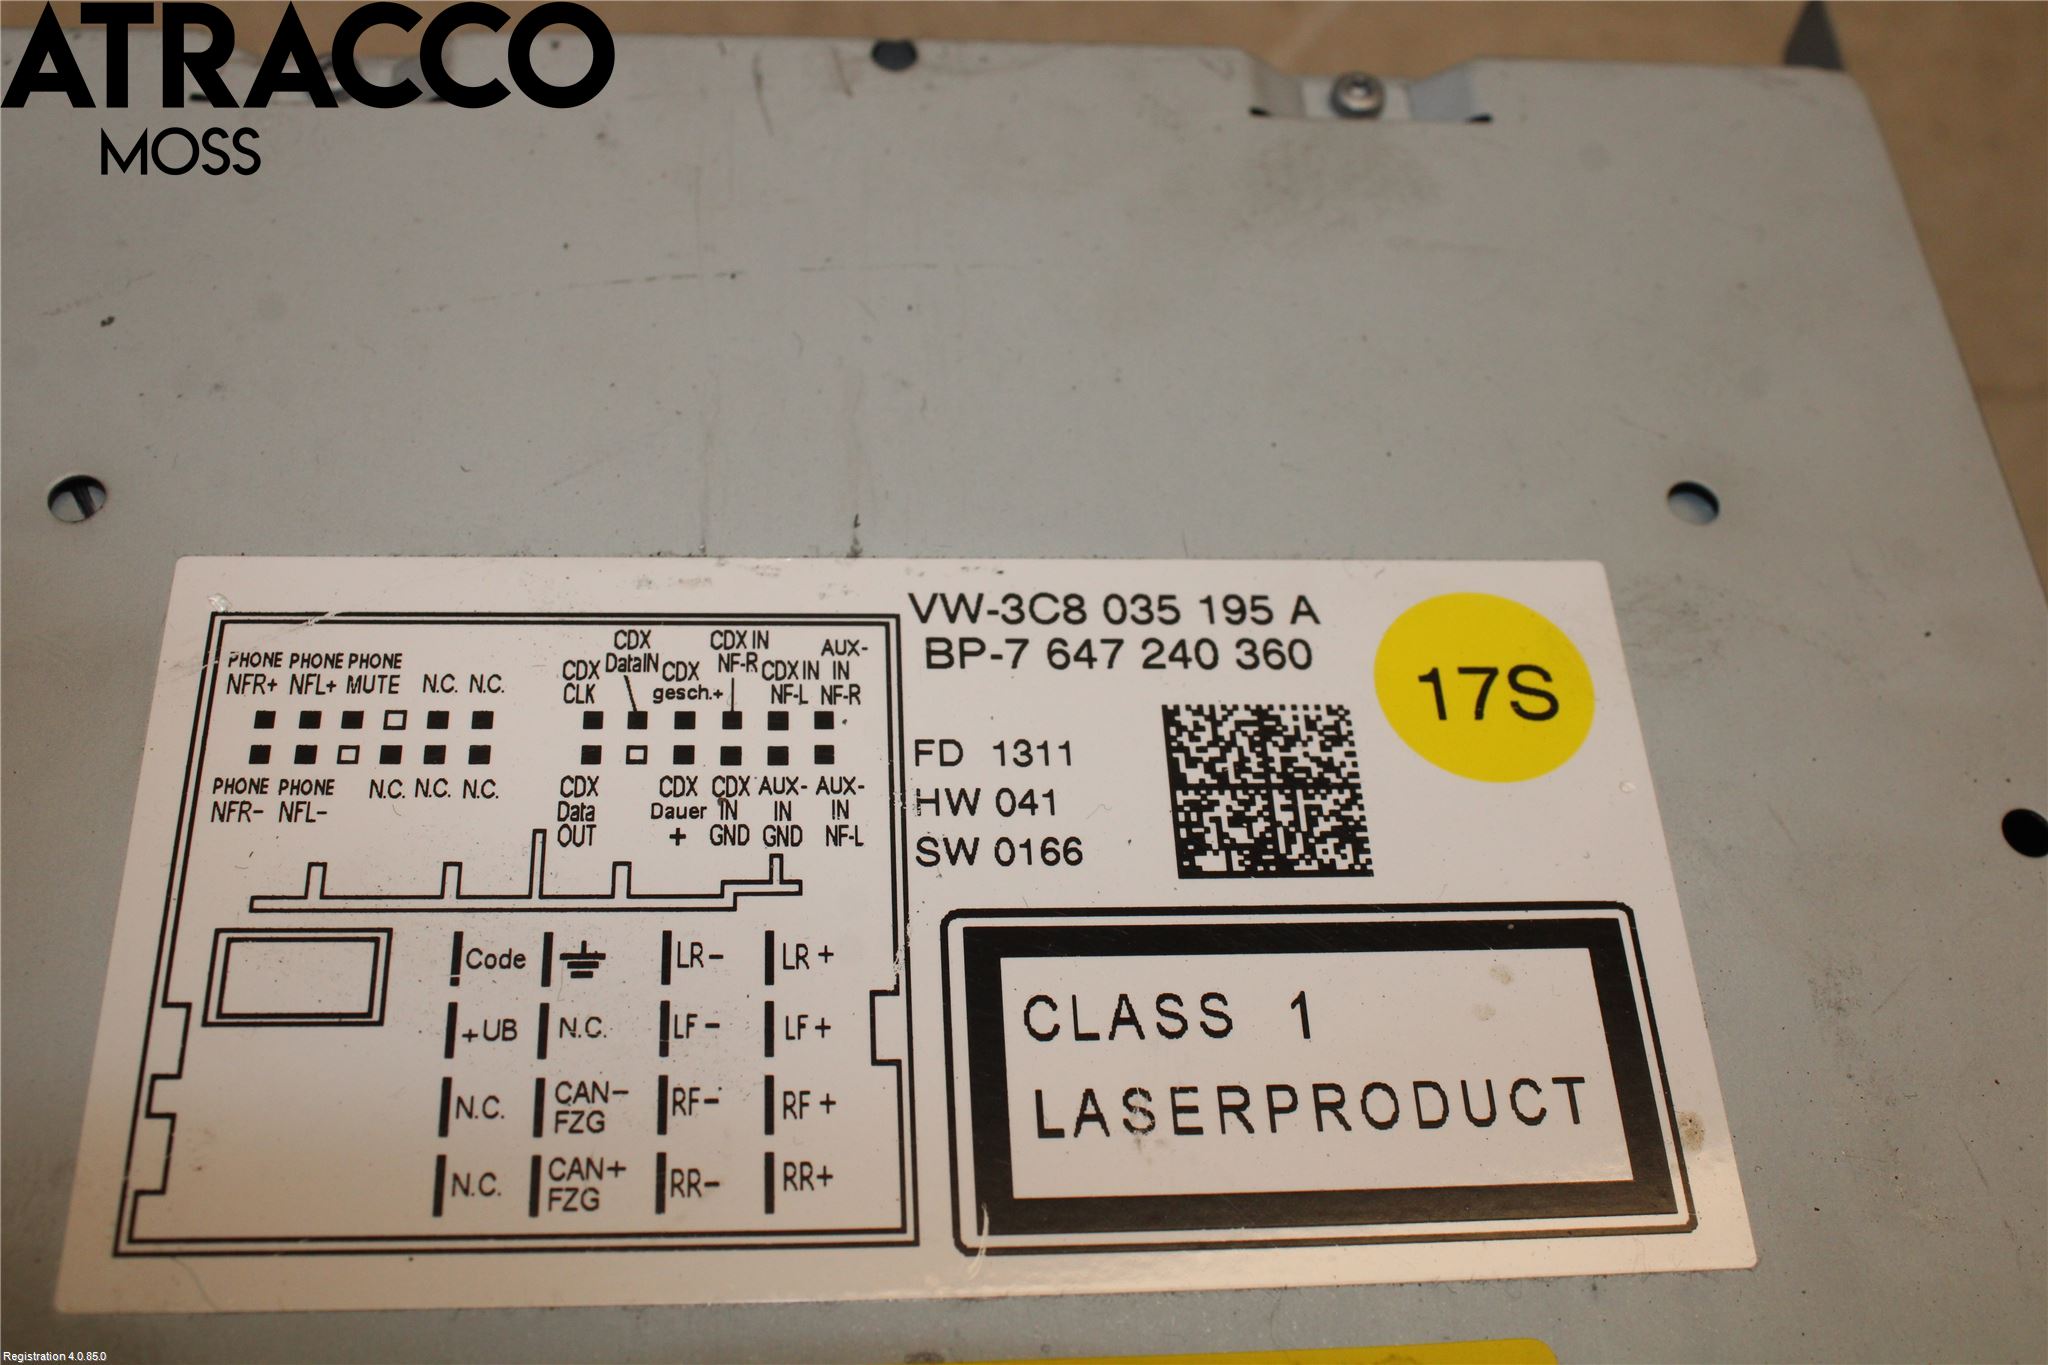 ATRACCO
MOSS
VW-3C8 035 195 A
BP-7 647 240 360
17S
FD 1311
HW 041
SW 0166
PHONE PHONE PHONE
NFR+ NFL+ MUTE N.C. N.C.
CDX CLK
CDX DataIN
CDX gesch.+
CDX IN NF-R
CDX IN NF-L
AUX-IN NF-R
PHONE PHONE
NFR- NFL-
N.C. N.C. N.C.
CDX Data OUT
CDX Dauer +
CDX IN GND
AUX-IN GND
AUX-IN NF-L
Code LR- LR+
+UB N.C. LF- LF+
N.C. CAN- FZG RF- RF+
N.C. CAN+ FZG RR- RR+
CLASS 1
LASERPRODUCT
Registration 4.0.85.0